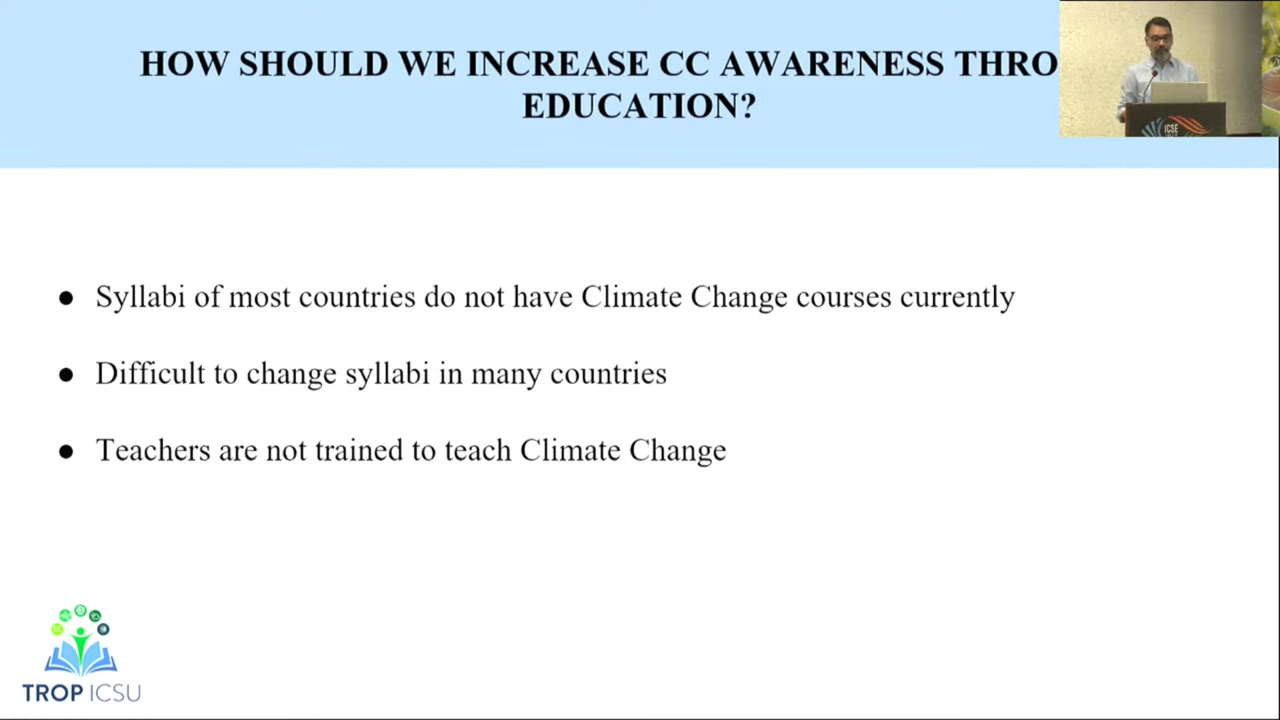 HOW SHOULD WE INCREASE CC AWARENESS THRO
EDUCATION?
ICSE
● Syllabi of most countries do not have Climate Change courses currently
● Difficult to change syllabi in many countries
● Teachers are not trained to teach Climate Change
TROP ICSU